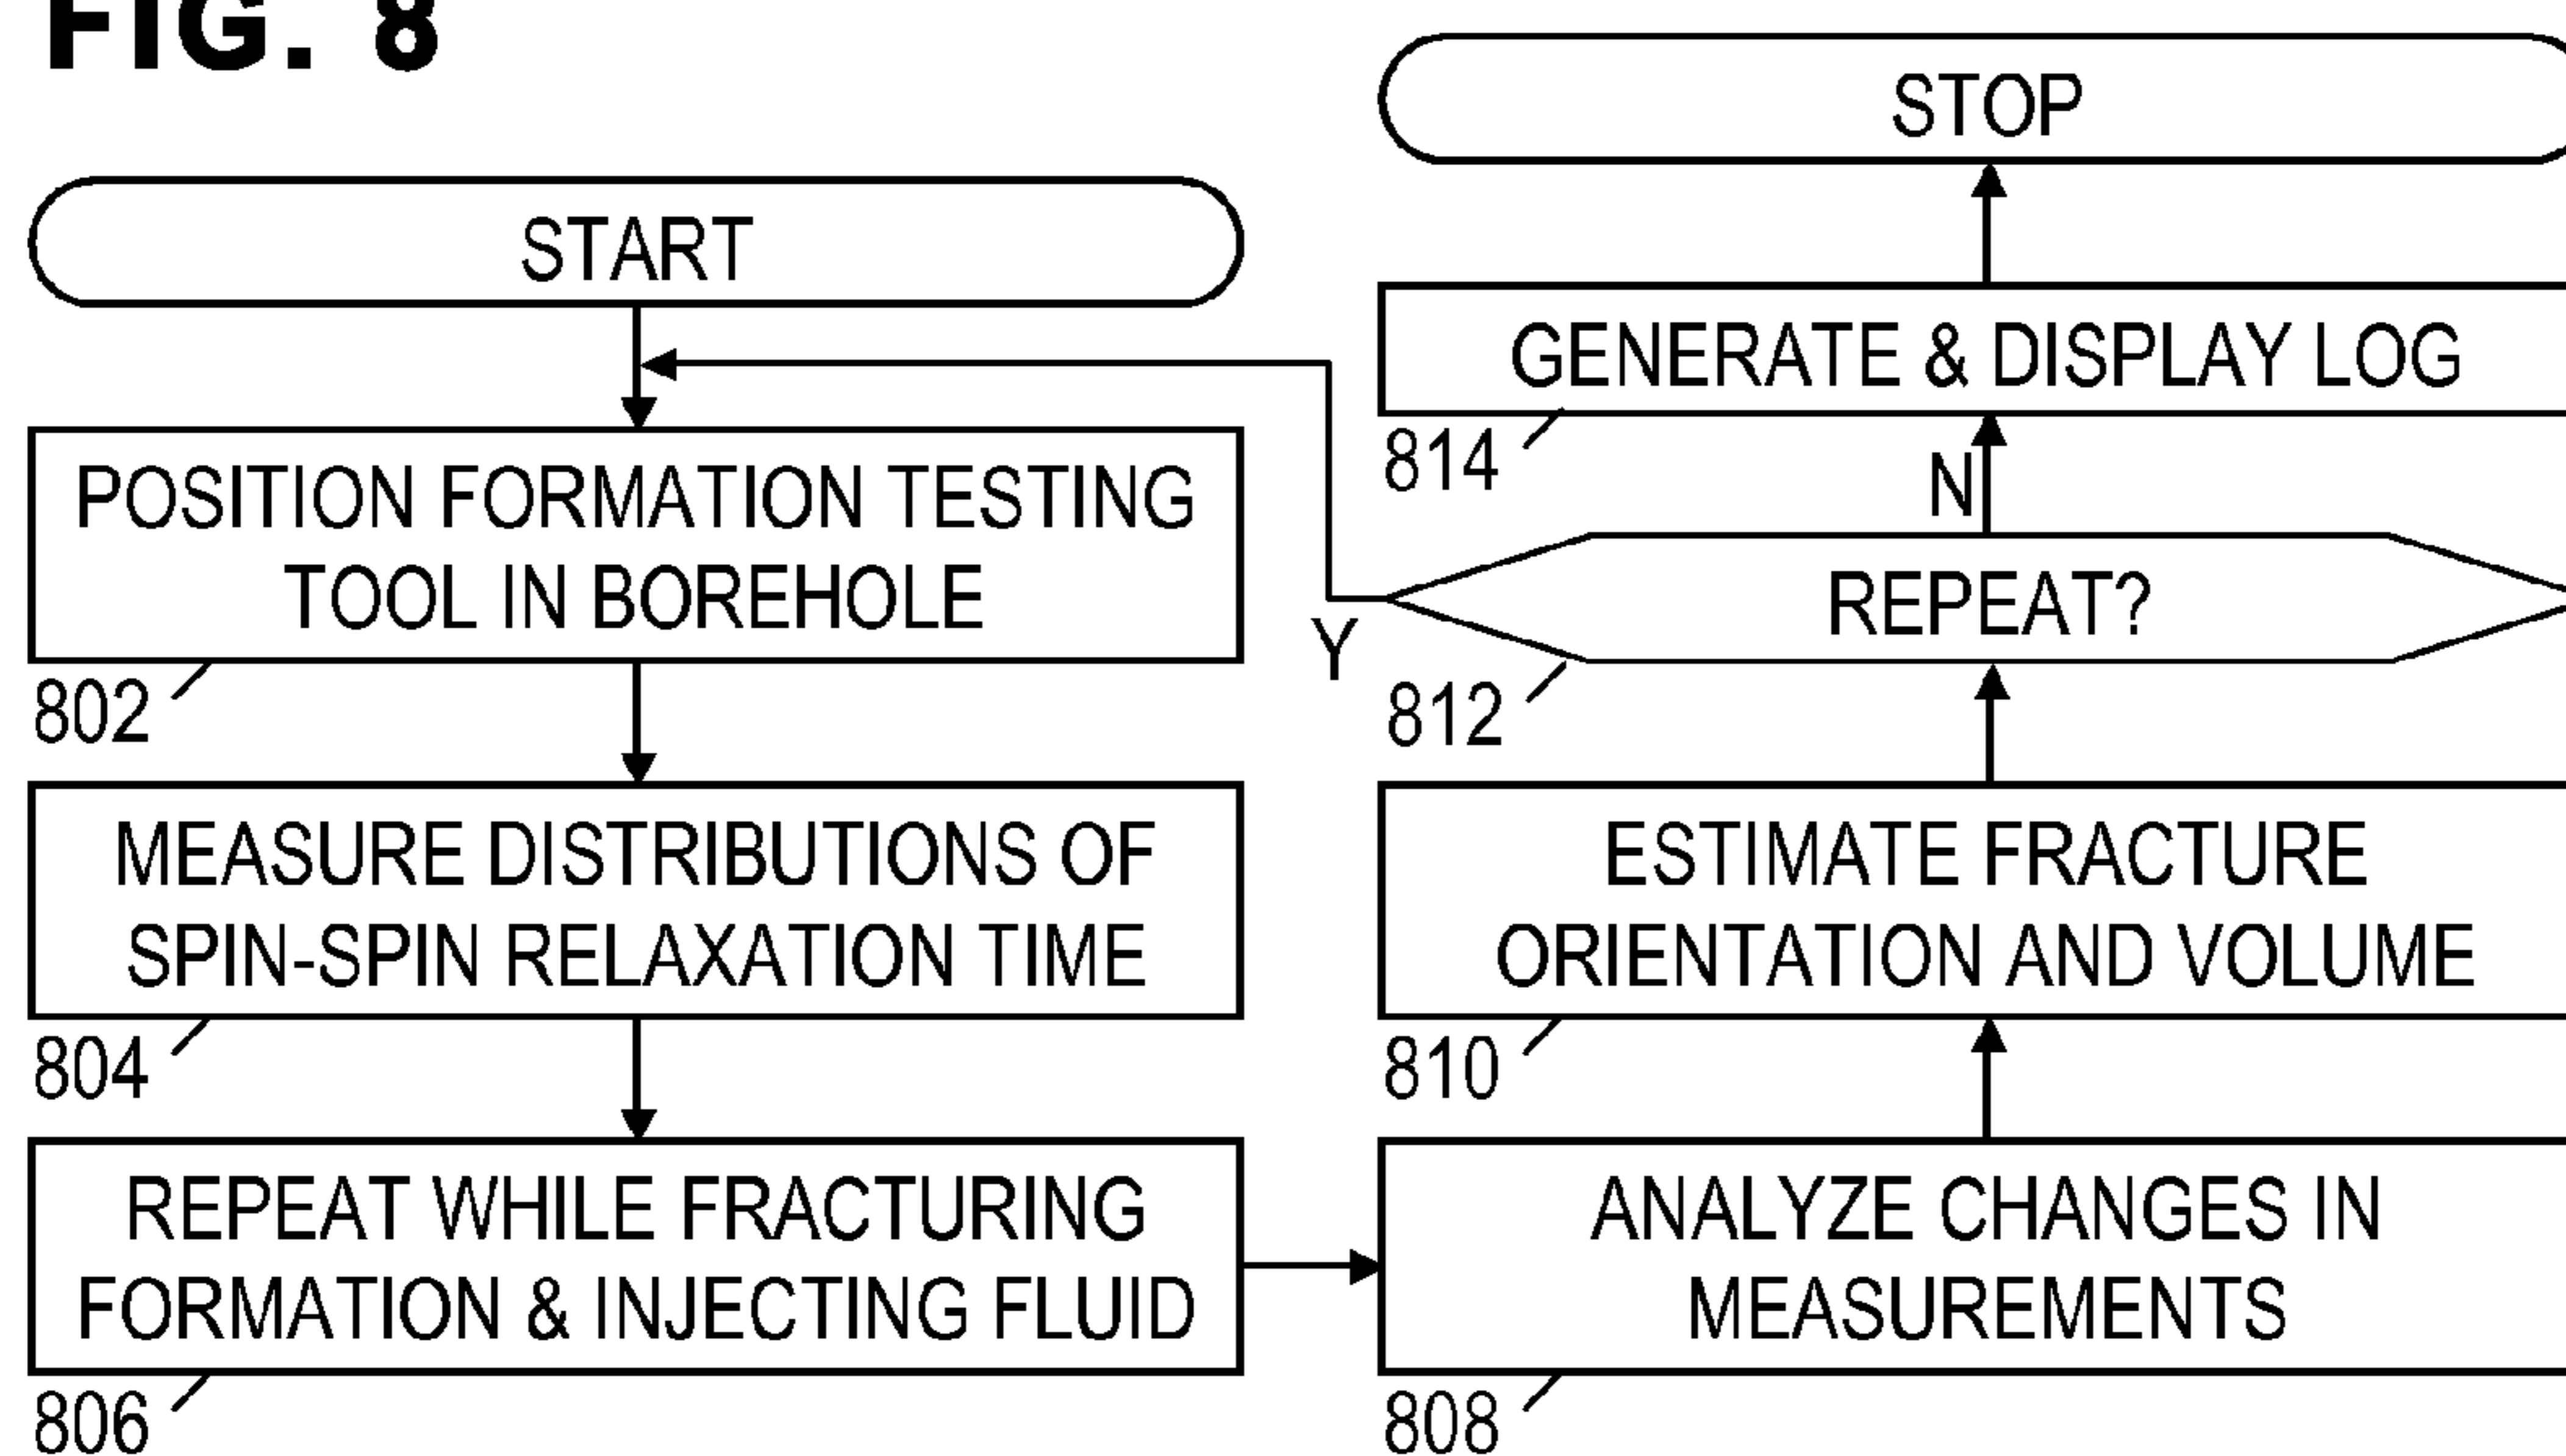 FIG. 8
START
POSITION FORMATION TESTING
TOOL IN BOREHOLE
802
MEASURE DISTRIBUTIONS OF
SPIN-SPIN RELAXATION TIME
804
REPEAT WHILE FRACTURING
FORMATION & INJECTING FLUID
806
ANALYZE CHANGES IN
MEASUREMENTS
808
ESTIMATE FRACTURE
ORIENTATION AND VOLUME
810
REPEAT?
812
Y
N
GENERATE & DISPLAY LOG
814
STOP